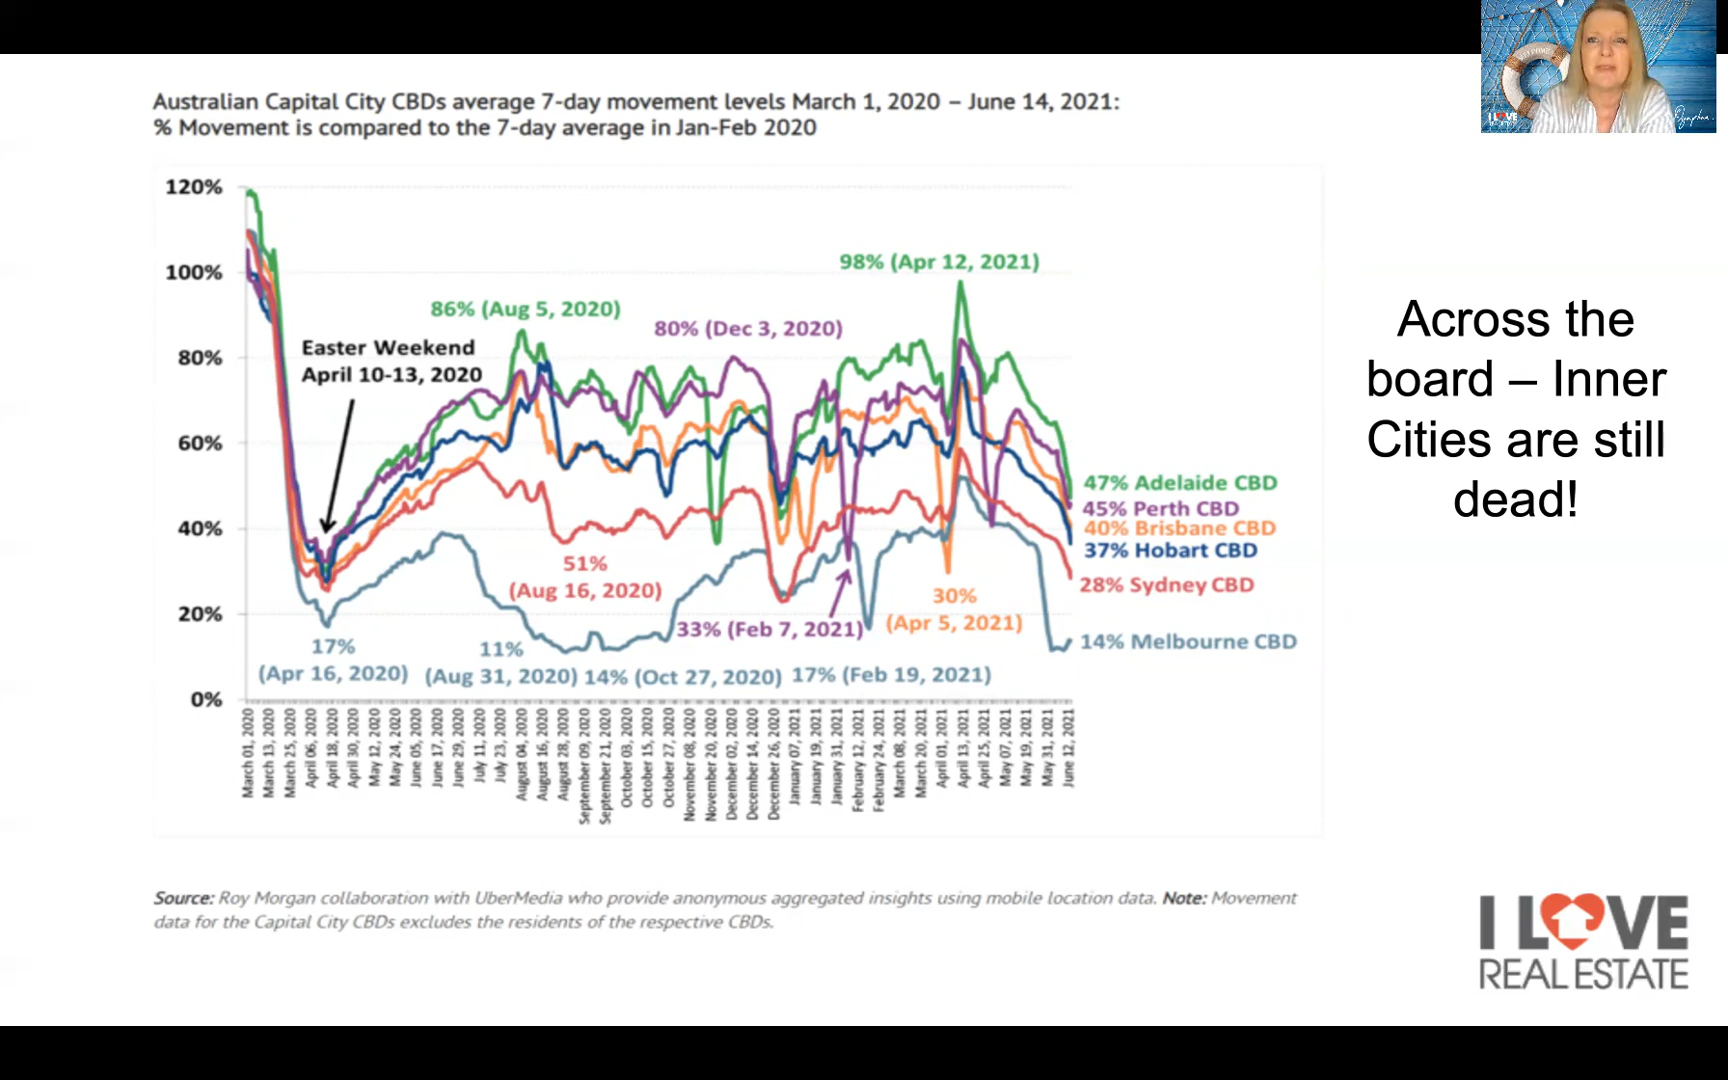 Australian Capital City CBDs average 7-day movement levels March 1, 2020 – June 14, 2021:
% Movement is compared to the 7-day average in Jan-Feb 2020
120%
100%
80%
60%
40%
20%
0%
98% (Apr 12, 2021)
86% (Aug 5, 2020)
80% (Dec 3, 2020)
Easter Weekend
April 10-13, 2020
51%
(Aug 16, 2020)
30%
(Apr 5, 2021)
33% (Feb 7, 2021)
17%
(Apr 16, 2020)
11%
(Aug 31, 2020)
14% (Oct 27, 2020)
17% (Feb 19, 2021)
47% Adelaide CBD
45% Perth CBD
40% Brisbane CBD
37% Hobart CBD
28% Sydney CBD
14% Melbourne CBD
March 01, 2020
March 13, 2020
March 25, 2020
April 06, 2020
April 18, 2020
April 30, 2020
May 12, 2020
May 24, 2020
June 05, 2020
June 17, 2020
June 29, 2020
July 11, 2020
July 23, 2020
August 04, 2020
August 16, 2020
August 28, 2020
September 09, 2020
September 21, 2020
October 03, 2020
October 15, 2020
October 27, 2020
November 08, 2020
November 20, 2020
December 02, 2020
December 14, 2020
December 26, 2020
January 07, 2021
January 19, 2021
January 31, 2021
February 12, 2021
February 24, 2021
March 08, 2021
March 20, 2021
April 01, 2021
April 13, 2021
April 25, 2021
May 07, 2021
May 19, 2021
May 31, 2021
June 12, 2021
Across the
board – Inner
Cities are still
dead!
Source: Roy Morgan collaboration with UberMedia who provide anonymous aggregated insights using mobile location data. Note: Movement
data for the Capital City CBDs excludes the residents of the respective CBDs.
I LOVE
REAL ESTATE
I LOVE